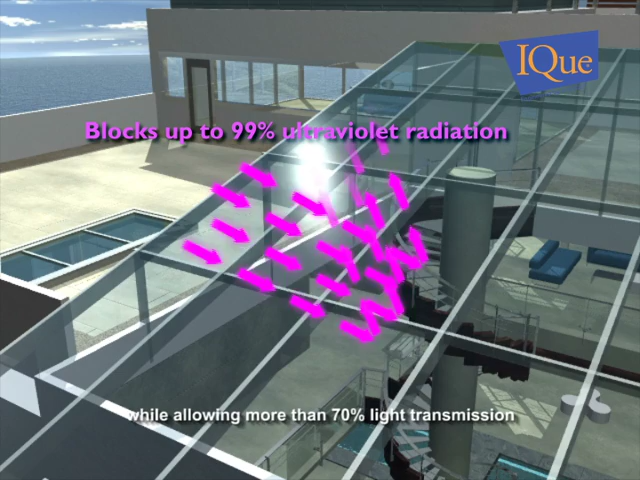 IQue
Blocks up to 99% ultraviolet radiation
while allowing more than 70% light transmission